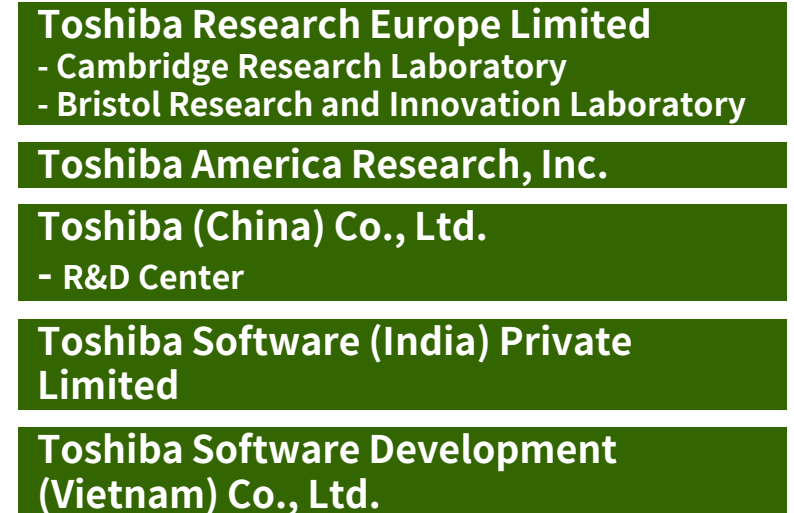 Toshiba Research Europe Limited
- Cambridge Research Laboratory
- Bristol Research and Innovation Laboratory
Toshiba America Research, Inc.
Toshiba (China) Co., Ltd.
- R&D Center
Toshiba Software (India) Private
Limited
Toshiba Software Development
(Vietnam) Co., Ltd.